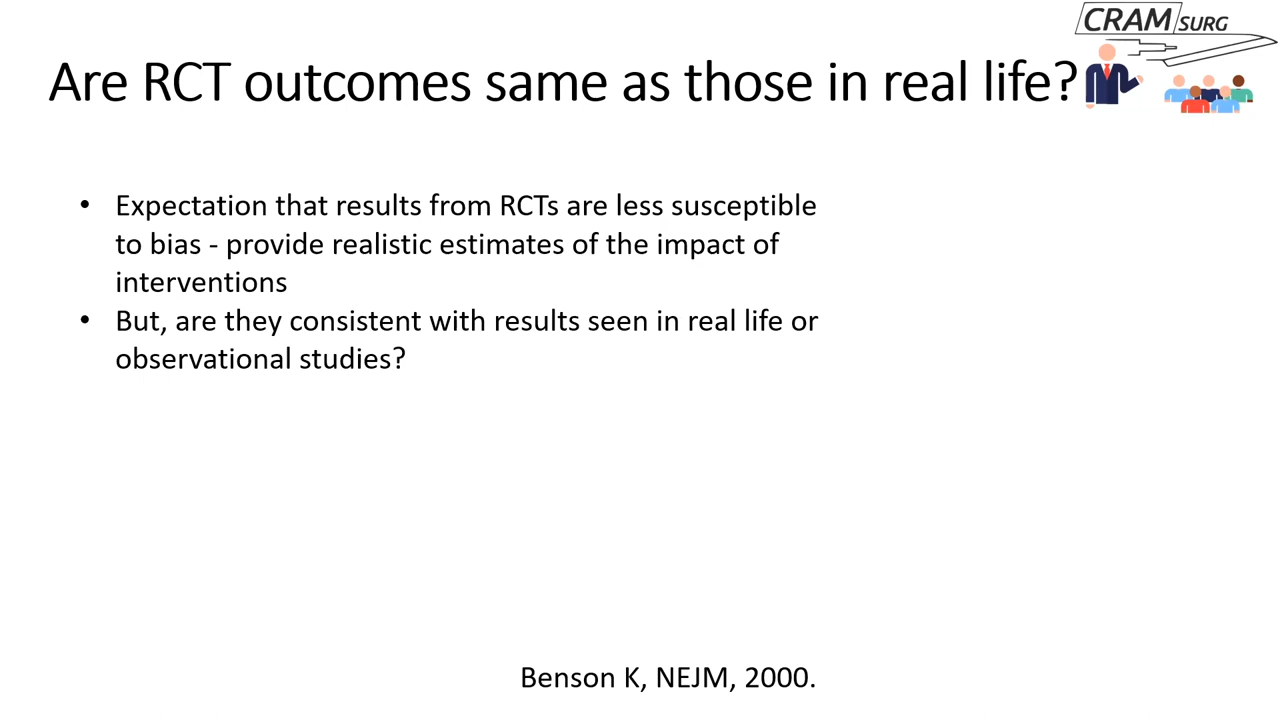 CRAM SURG
Are RCT outcomes same as those in real life?
• Expectation that results from RCTs are less susceptible
to bias - provide realistic estimates of the impact of
interventions
• But, are they consistent with results seen in real life or
observational studies?
Benson K, NEJM, 2000.